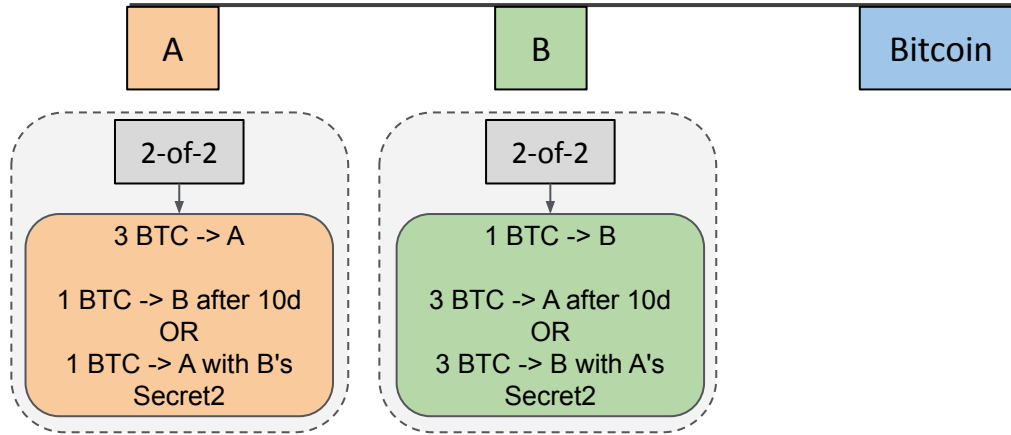 A
B
Bitcoin
2-of-2
3 BTC -> A
1 BTC -> B after 10d
OR
1 BTC -> A with B's
Secret2
2-of-2
1 BTC -> B
3 BTC -> A after 10d
OR
3 BTC -> B with A's
Secret2